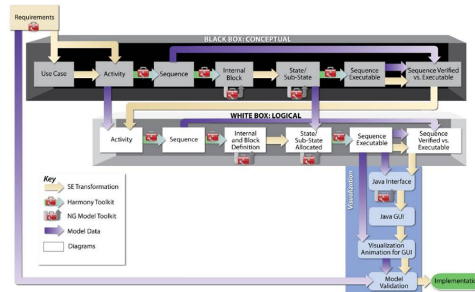 Requirements
BLACK BOX: CONCEPTUAL
Use Case
Activity
Sequence
Internal
Block
State/
Sub-State
Sequence
Executable
Sequence Verified
vs. Executable
WHITE BOX: LOGICAL
Activity
Sequence
Internal
and Block
Definition
State/
Sub-State
Allocated
Sequence
Executable
Sequence
Verified vs.
Executable
Key
SE Transformation
Harmony Toolkit
NG Model Toolkit
Model Data
Diagrams
Visualization
Java Interface
Java GUI
Visualization
Animation for GUI
Model
Validation
Implementation